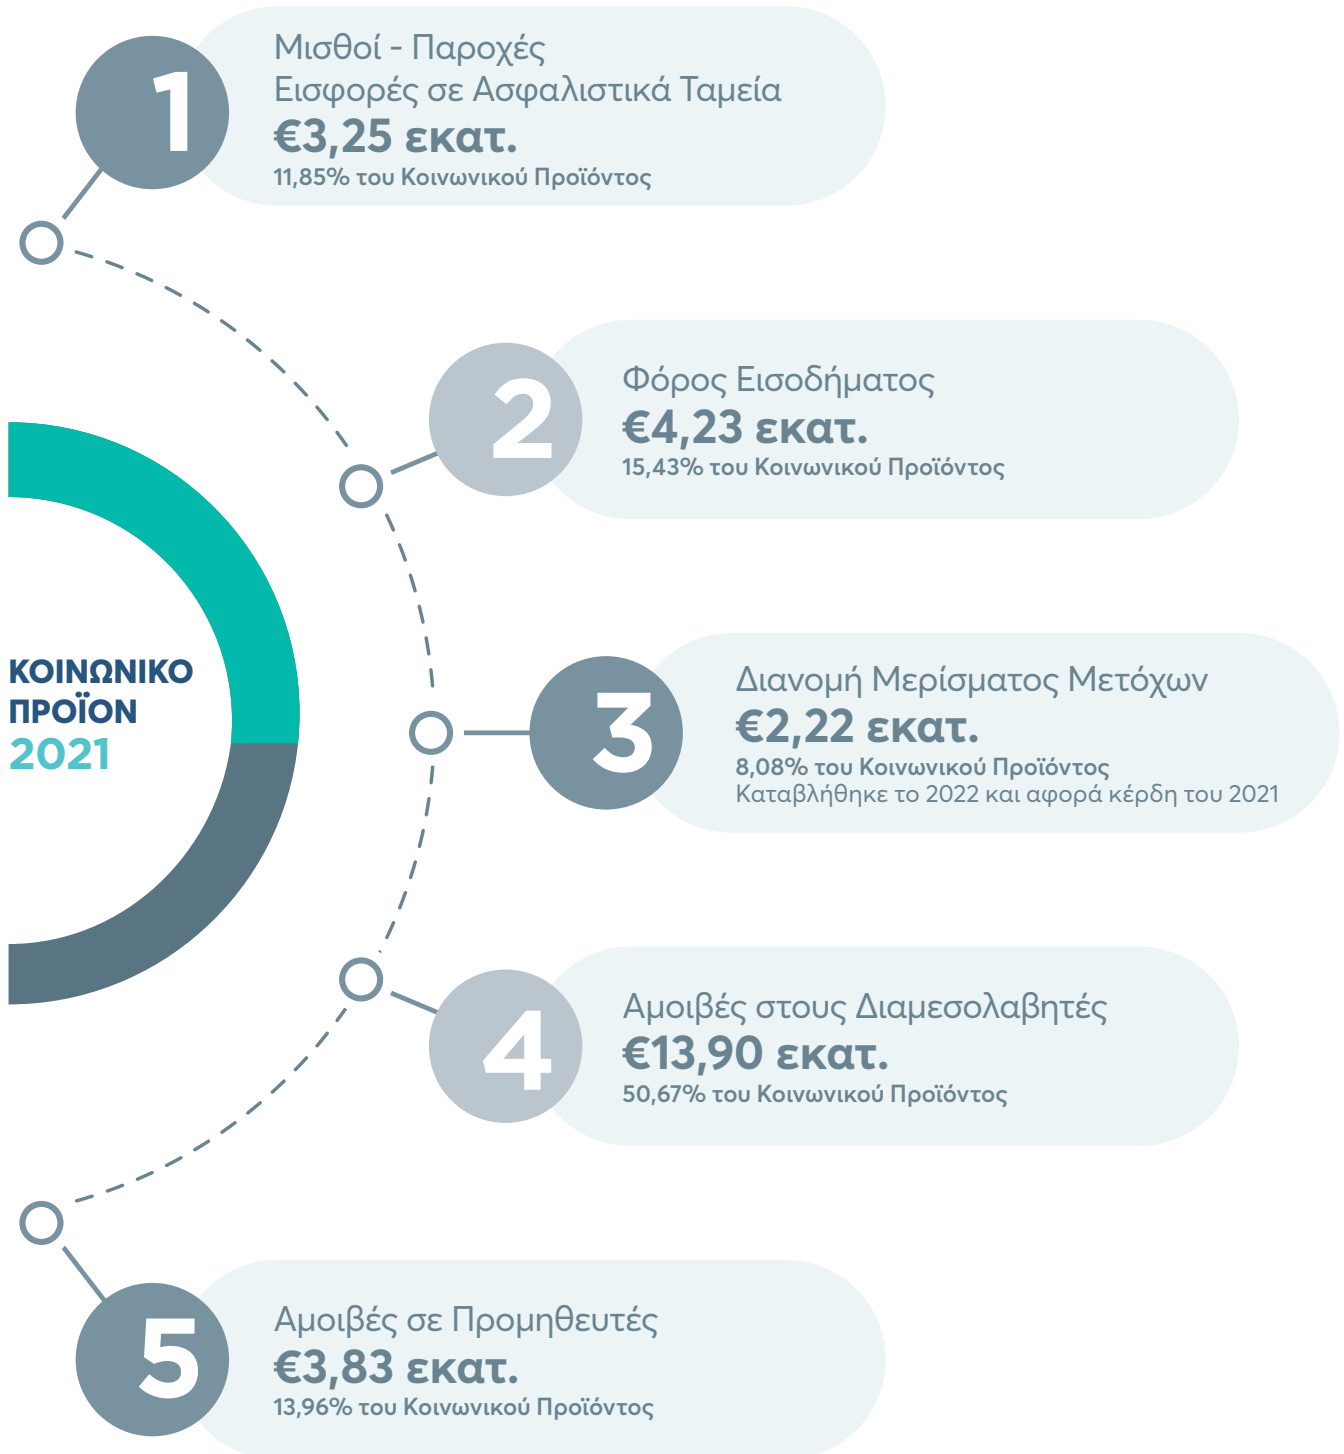 1
Μισθοί - Παροχές
Εισφορές σε Ασφαλιστικά Ταμεία
€3,25 εκατ.
11,85% του Κοινωνικού Προϊόντος
2
Φόρος Εισοδήματος
€4,23 εκατ.
15,43% του Κοινωνικού Προϊόντος
ΚΟΙΝΩΝΙΚΟ
ΠΡΟΪΟΝ
2021
3
Διανομή Μερίσματος Μετόχων
€2,22 εκατ.
8,08% του Κοινωνικού Προϊόντος
Καταβλήθηκε το 2022 και αφορά κέρδη του 2021
4
Αμοιβές στους Διαμεσολαβητές
€13,90 εκατ.
50,67% του Κοινωνικού Προϊόντος
5
Αμοιβές σε Προμηθευτές
€3,83 εκατ.
13,96% του Κοινωνικού Προϊόντος